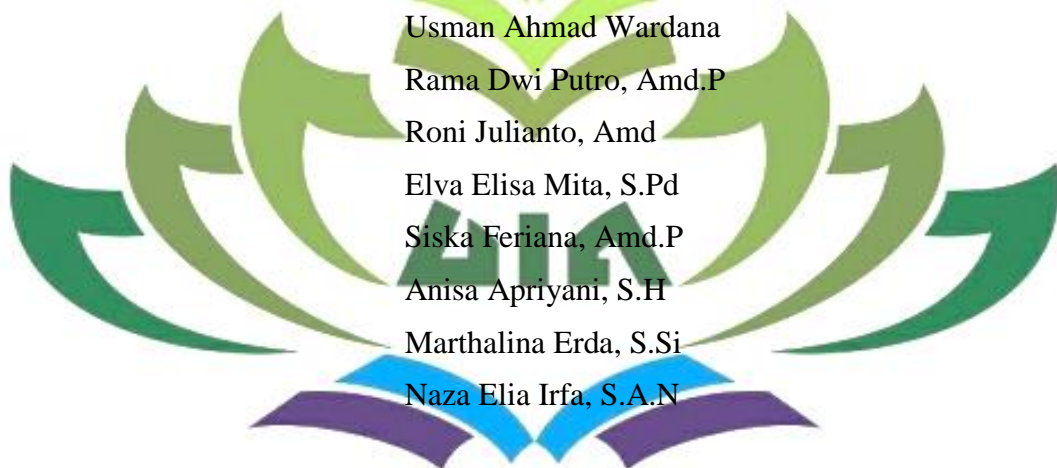 Usman Ahmad Wardana
Rama Dwi Putro, Amd.P
Roni Julianto, Amd
Elva Elisa Mita, S.Pd
Siska Feriana, Amd.P
Anisa Apriyani, S.H
Marthalina Erda, S.Si
Naza Elia Irfa, S.A.N